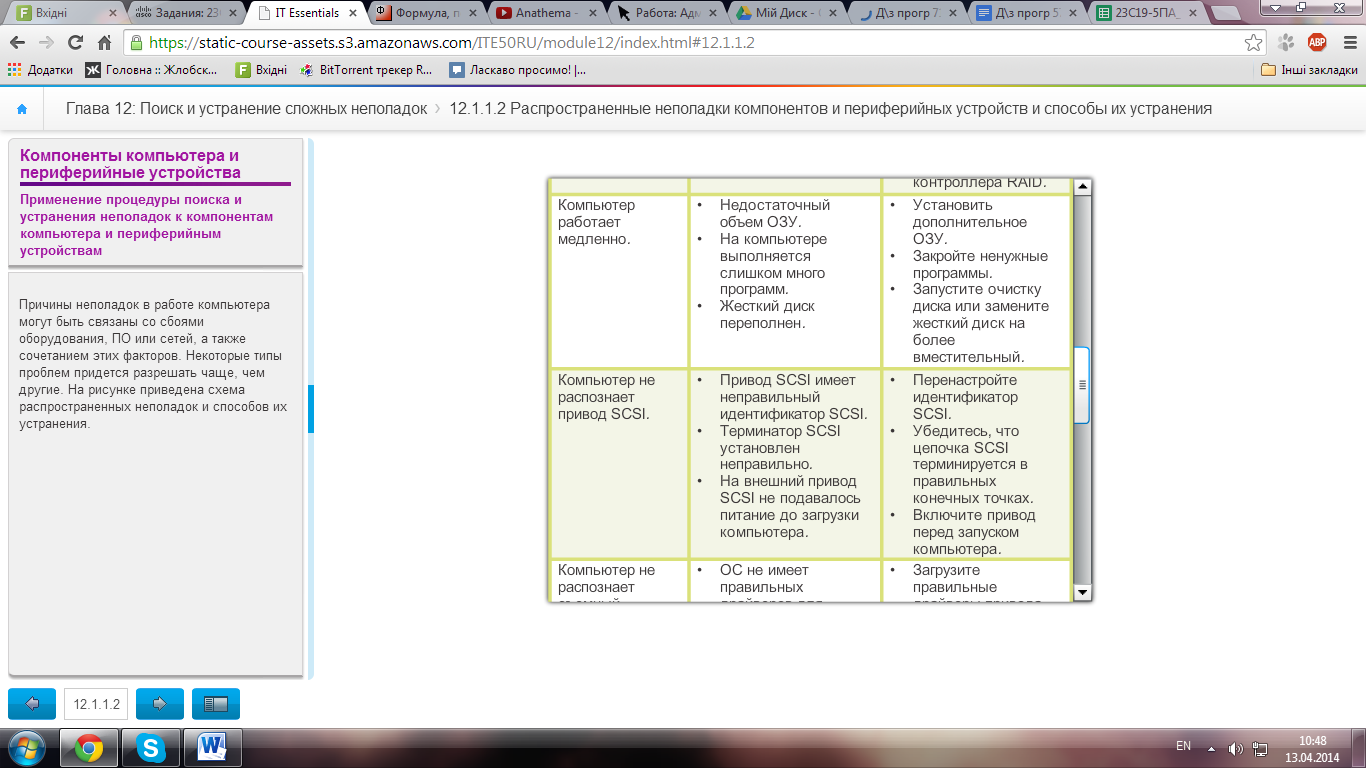 Вхідні
Задания: 23
IT Essentials
Формула, п
Anathema -
Работа: Адм
Мій Диск -
Д\з прогр 7
Д\з прогр 5
23С19-5ПА_
https://static-course-assets.s3.amazonaws.com/ITE50RU/module12/index.html#12.1.1.2
ABP
Додатки
Головна :: Жлобск...
Вхідні
BitTorrent трекер R...
Ласкаво просимо! |...
Інші закладки
Глава 12: Поиск и устранение сложных неполадок
12.1.1.2 Распространенные неполадки компонентов и периферийных устройств и способы их устранения
Компоненты компьютера и
периферийные устройства
Применение процедуры поиска и
устранения неполадок к компонентам
компьютера и периферийным
устройствам
Причины неполадок в работе компьютера
могут быть связаны со сбоями
оборудования, ПО или сетей, а также
сочетанием этих факторов. Некоторые типы
проблем придется разрешать чаще, чем
другие. На рисунке приведена схема
распространенных неполадок и способов их
устранения.
контроллера RAID.
Компьютер
работает
медленно.
• Недостаточный
объем ОЗУ.
• На компьютере
выполняется
слишком много
программ.
• Жесткий диск
переполнен.
• Установить
дополнительное
ОЗУ.
• Закройте ненужные
программы.
• Запустите очистку
диска или замените
жесткий диск на
более
вместительный.
Компьютер не
распознает
привод SCSI.
• Привод SCSI имеет
неправильный
идентификатор SCSI.
• Терминатор SCSI
установлен
неправильно.
• На внешний привод
SCSI не подавалось
питание до загрузки
компьютера.
• Перенастройте
идентификатор
SCSI.
• Убедитесь, что
цепочка SCSI
терминируется в
правильных
конечных точках.
• Включите привод
перед запуском
компьютера.
Компьютер не
распознает
• ОС не имеет
правильных
• Загрузите
правильные
12.1.1.2
EN
10:48
13.04.2014